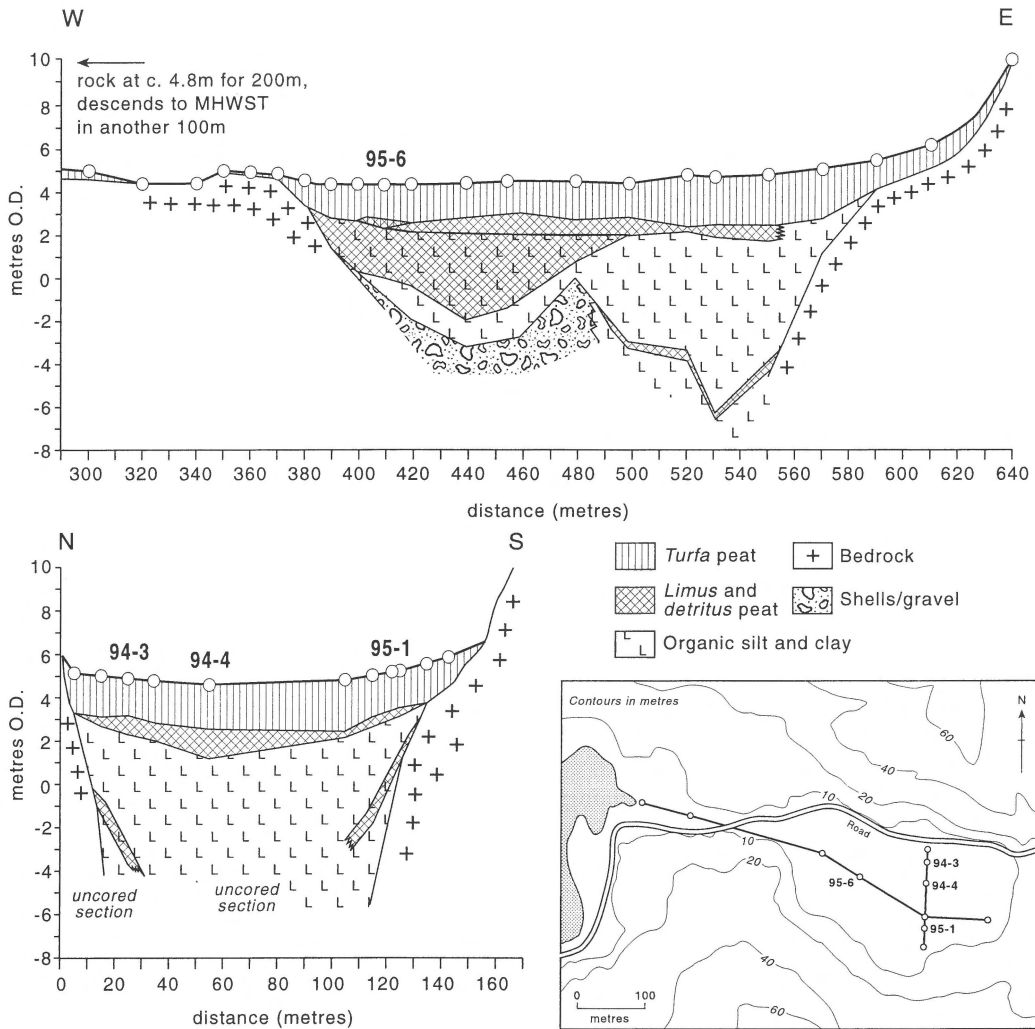 W
E
10
8
6
4
2
0
-2
-4
-6
-8
metres O.D.
rock at c. 4.8m for 200m,
descends to MHWST
in another 100m
95-6
300 320 340 360 380 400 420 440 460 480 500 520 540 560 580 600 620 640
distance (metres)
N
S
10
8
6
4
2
0
-2
-4
-6
-8
metres O.D.
94-3
94-4
95-1
uncored
section
uncored
section
0 20 40 60 80 100 120 140 160
distance (metres)
Turfa peat
Bedrock
Limus and
detritus peat
Shells/gravel
Organic silt and clay
Contours in metres
N
60
40
20
10
Road
10
20
94-3
95-6
94-4
95-1
40
60
10
0 100
metres